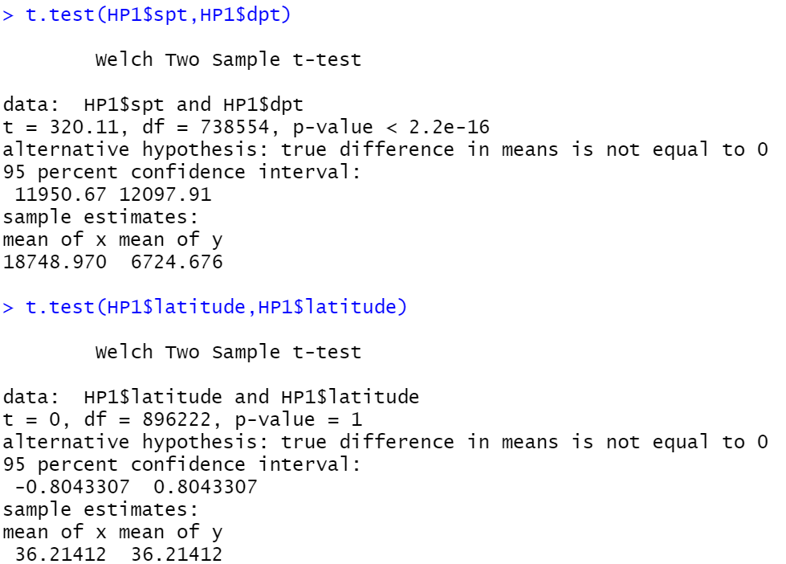 > t.test(HP1$spt,HP1$dpt)
Welch Two Sample t-test
data: HP1$spt and HP1$dpt
t = 320.11, df = 738554, p-value < 2.2e-16
alternative hypothesis: true difference in means is not equal to 0
95 percent confidence interval:
11950.67 12097.91
sample estimates:
mean of x mean of y
18748.970 6724.676
> t.test(HP1$latitude,HP1$latitude)
Welch Two Sample t-test
data: HP1$latitude and HP1$latitude
t = 0, df = 896222, p-value = 1
alternative hypothesis: true difference in means is not equal to 0
95 percent confidence interval:
-0.8043307 0.8043307
sample estimates:
mean of x mean of y
36.21412 36.21412